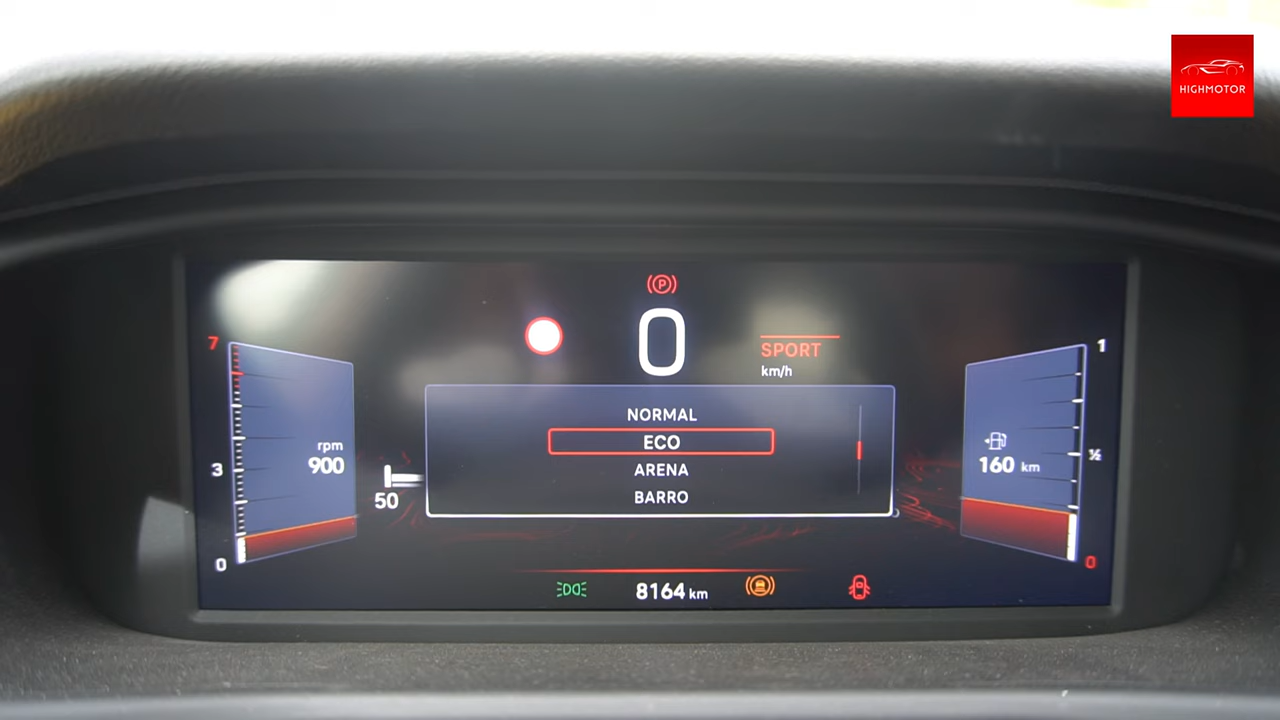 HIGHMOTOR
P
0
7
SPORT
km/h
1
NORMAL
rpm
900
ECO
3
ARENA
½
160 km
50
BARRO
0
8164 km
0